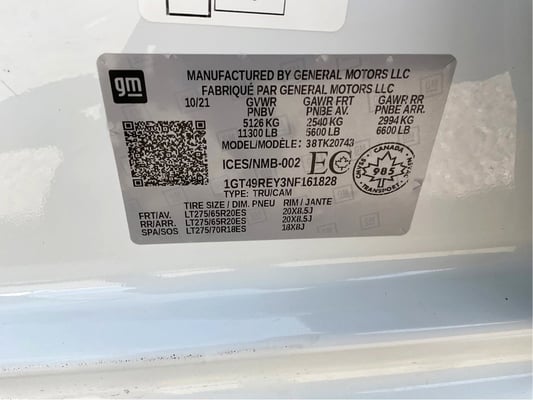 gm
MANUFACTURED BY GENERAL MOTORS LLC
FABRIQUÉ PAR GENERAL MOTORS LLC
10/21 GVWR GAWR FRT GAWR RR
PNBV PNBE AV. PNBE ARR.
5126 KG 2540 KG 2994 KG
11300 LB 5600 LB 6600 LB
MODEL/MODÈLE: 38TK20743
ICES/NMB-002 EC
CANADA
985
TRANSPORT
1GT49REY3NF161828
TYPE: TRU/CAM
TIRE SIZE / DIM. PNEU RIM / JANTE
FRT/AV. LT275/65R20ES 20X8.5J
RR/ARR. LT275/65R20ES 20X8.5J
SPA/SOS LT275/70R18ES 18X8J